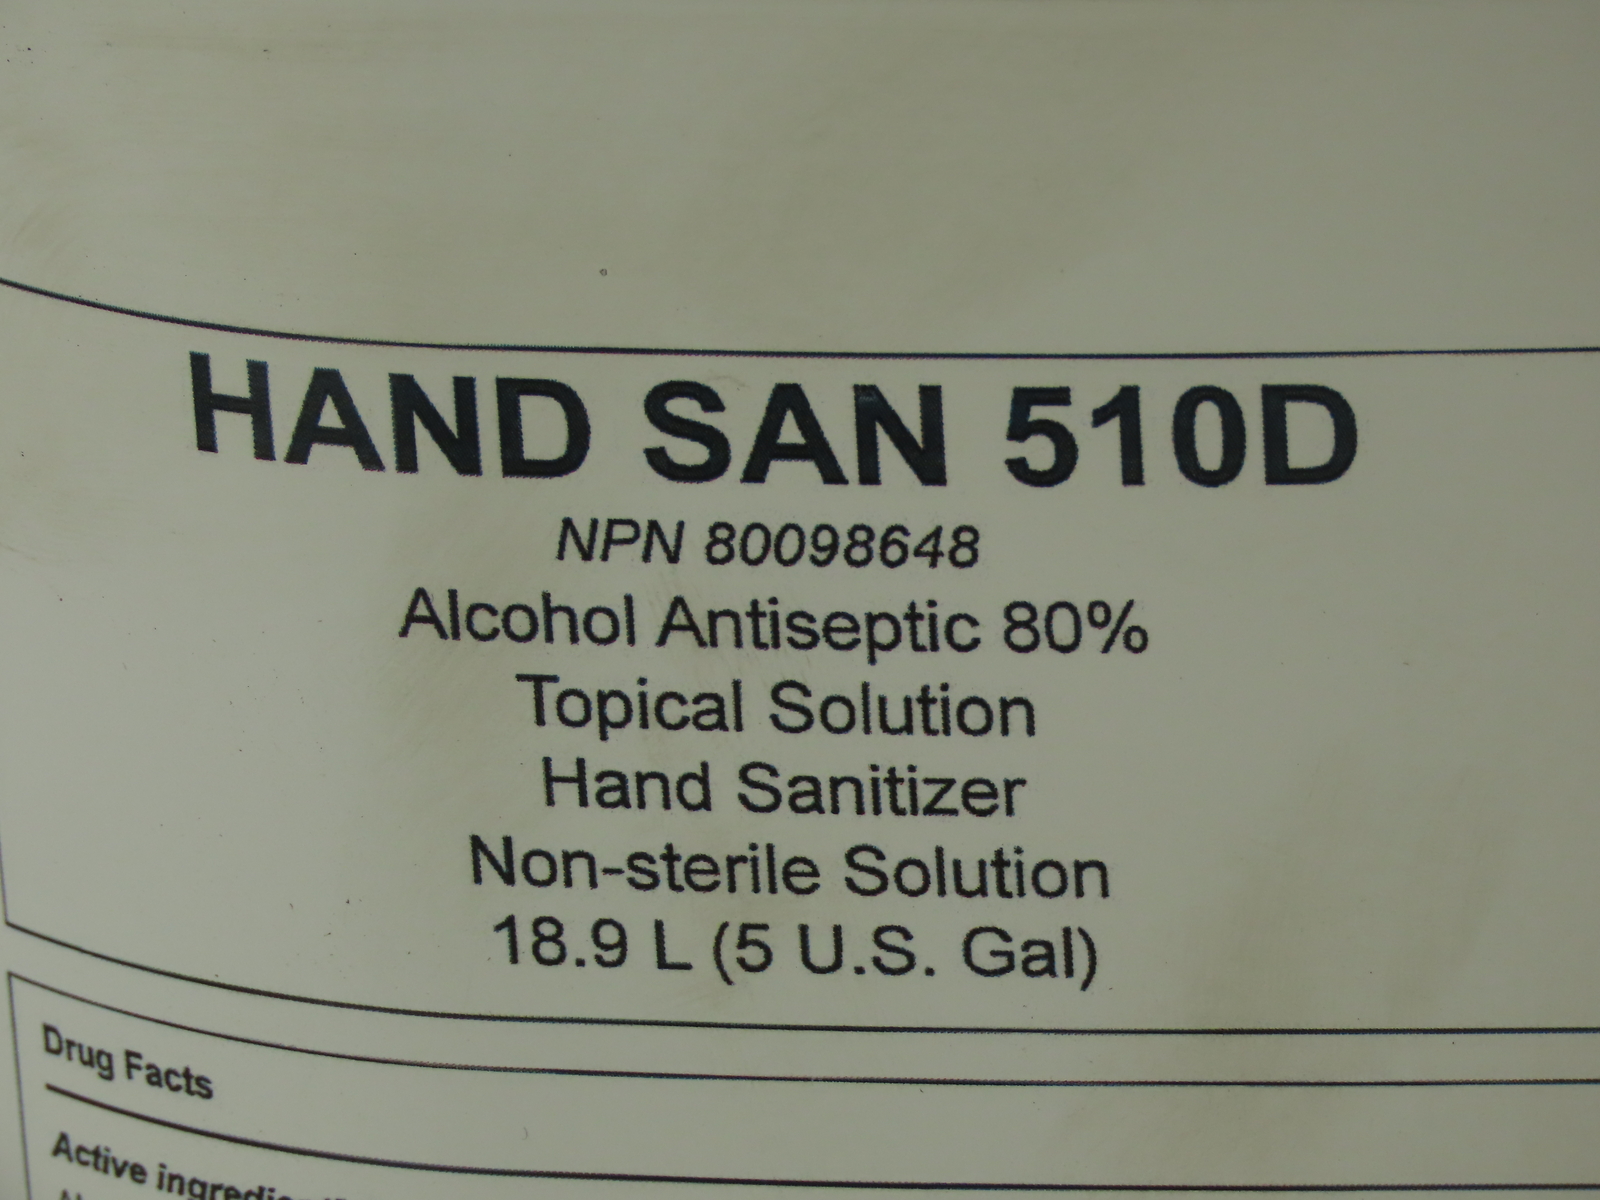 HAND SAN 510D
NPN 80098648
Alcohol Antiseptic 80%
Topical Solution
Hand Sanitizer
Non-sterile Solution
18.9 L (5 U.S. Gal)
Drug Facts
Active